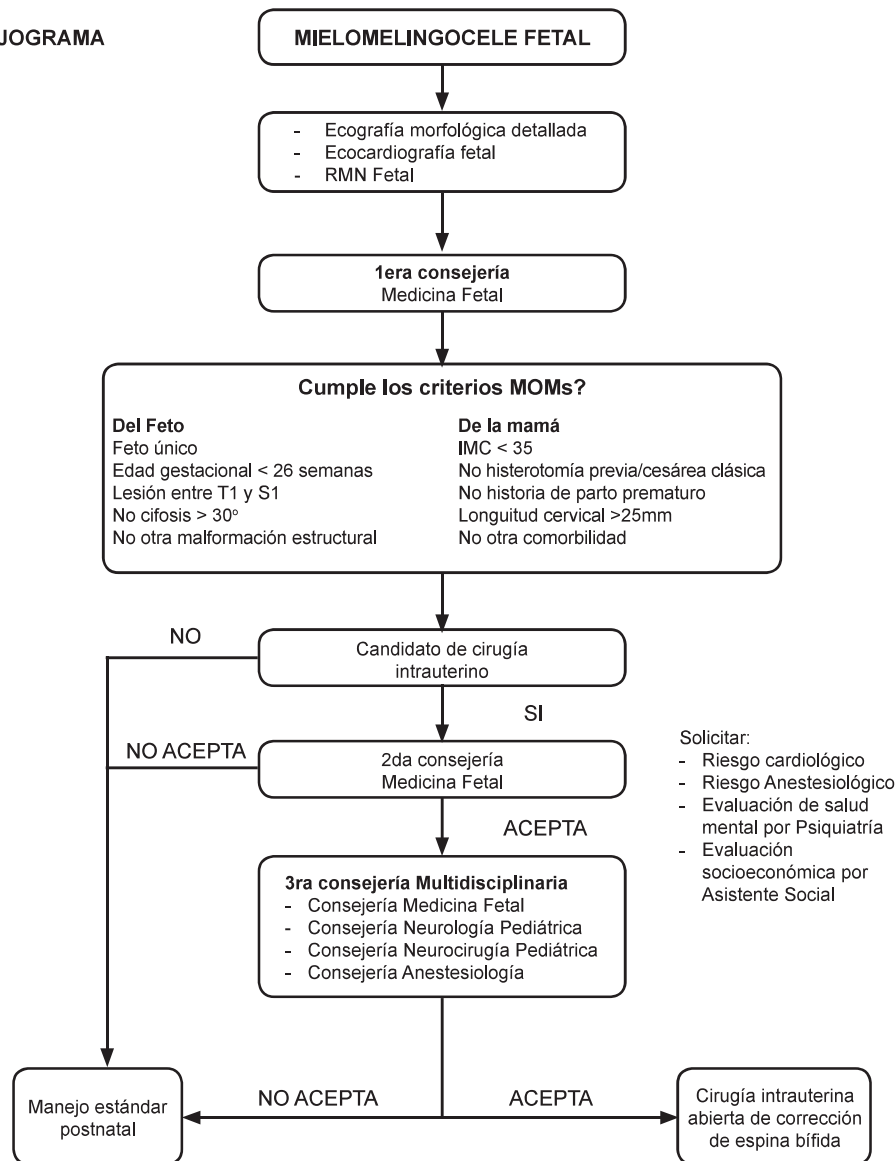 JOGRAMA
MIELOMELINGOCELE FETAL
- Ecografía morfológica detallada
- Ecocardiografía fetal
- RMN Fetal
1era consejería
Medicina Fetal
Cumple los criterios MOMs?
Del Feto
Feto único
Edad gestacional < 26 semanas
Lesión entre T1 y S1
No cifosis > 30º
No otra malformación estructural
De la mamá
IMC < 35
No histerotomía previa/cesárea clásica
No historia de parto prematuro
Longuitud cervical >25mm
No otra comorbilidad
NO
Candidato de cirugía
intrauterino
SI
NO ACEPTA
2da consejería
Medicina Fetal
ACEPTA
Solicitar:
- Riesgo cardiológico
- Riesgo Anestesiológico
- Evaluación de salud
mental por Psiquiatría
- Evaluación
socioeconómica por
Asistente Social
3ra consejería Multidisciplinaria
- Consejería Medicina Fetal
- Consejería Neurología Pediátrica
- Consejería Neurocirugía Pediátrica
- Consejería Anestesiología
Manejo estándar
postnatal
NO ACEPTA
ACEPTA
Cirugía intrauterina
abierta de corrección
de espina bífida